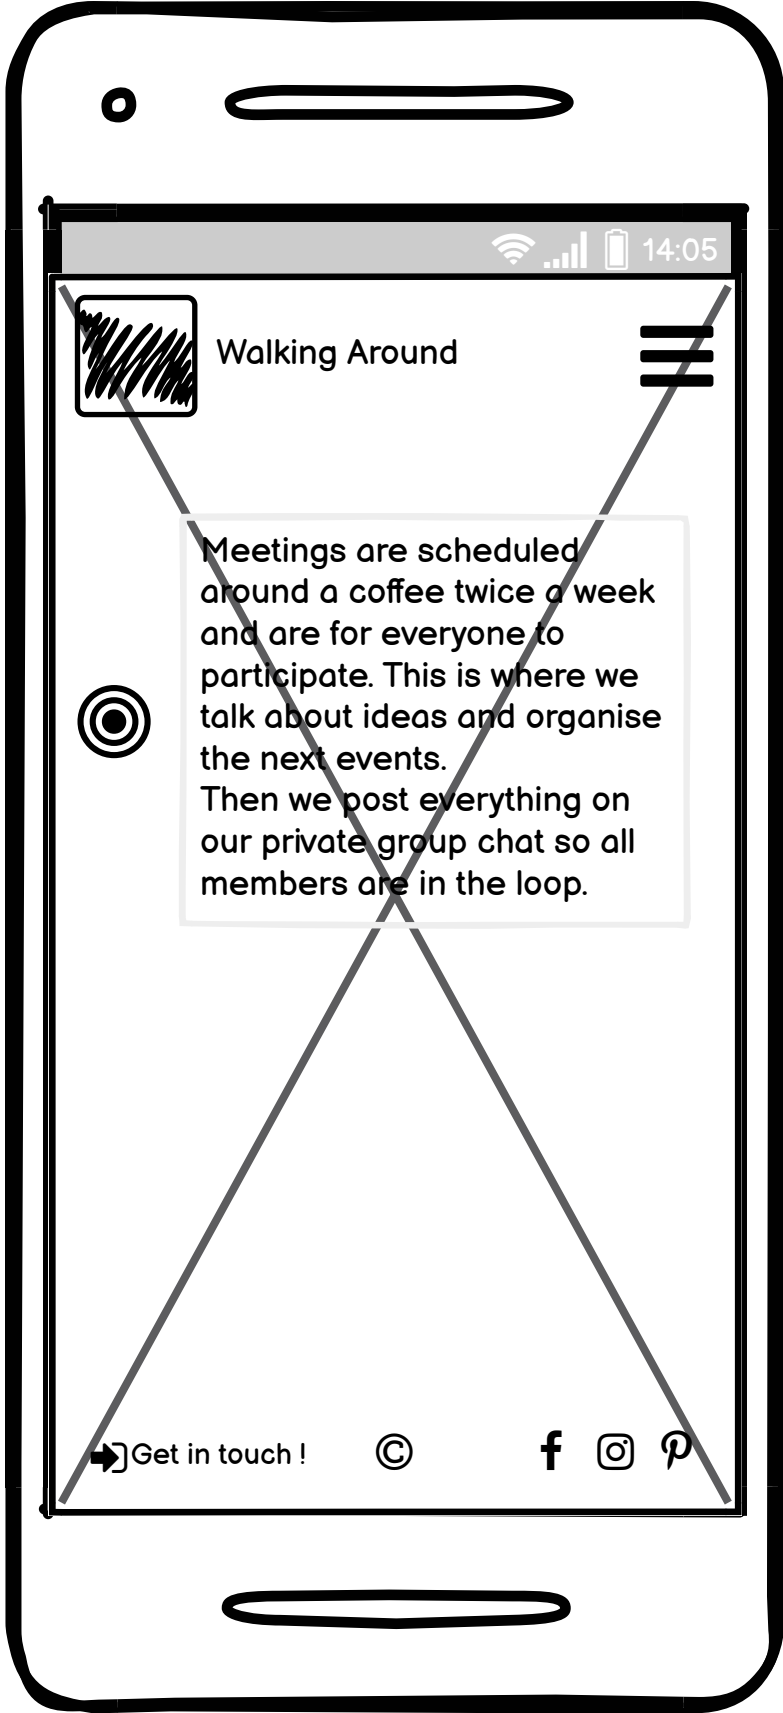 14:05
Walking Around
Meetings are scheduled
around a coffee twice a week
and are for everyone to
participate. This is where we
talk about ideas and organise
the next events.
Then we post everything on
our private group chat so all
members are in the loop.
Get in touch ! ©